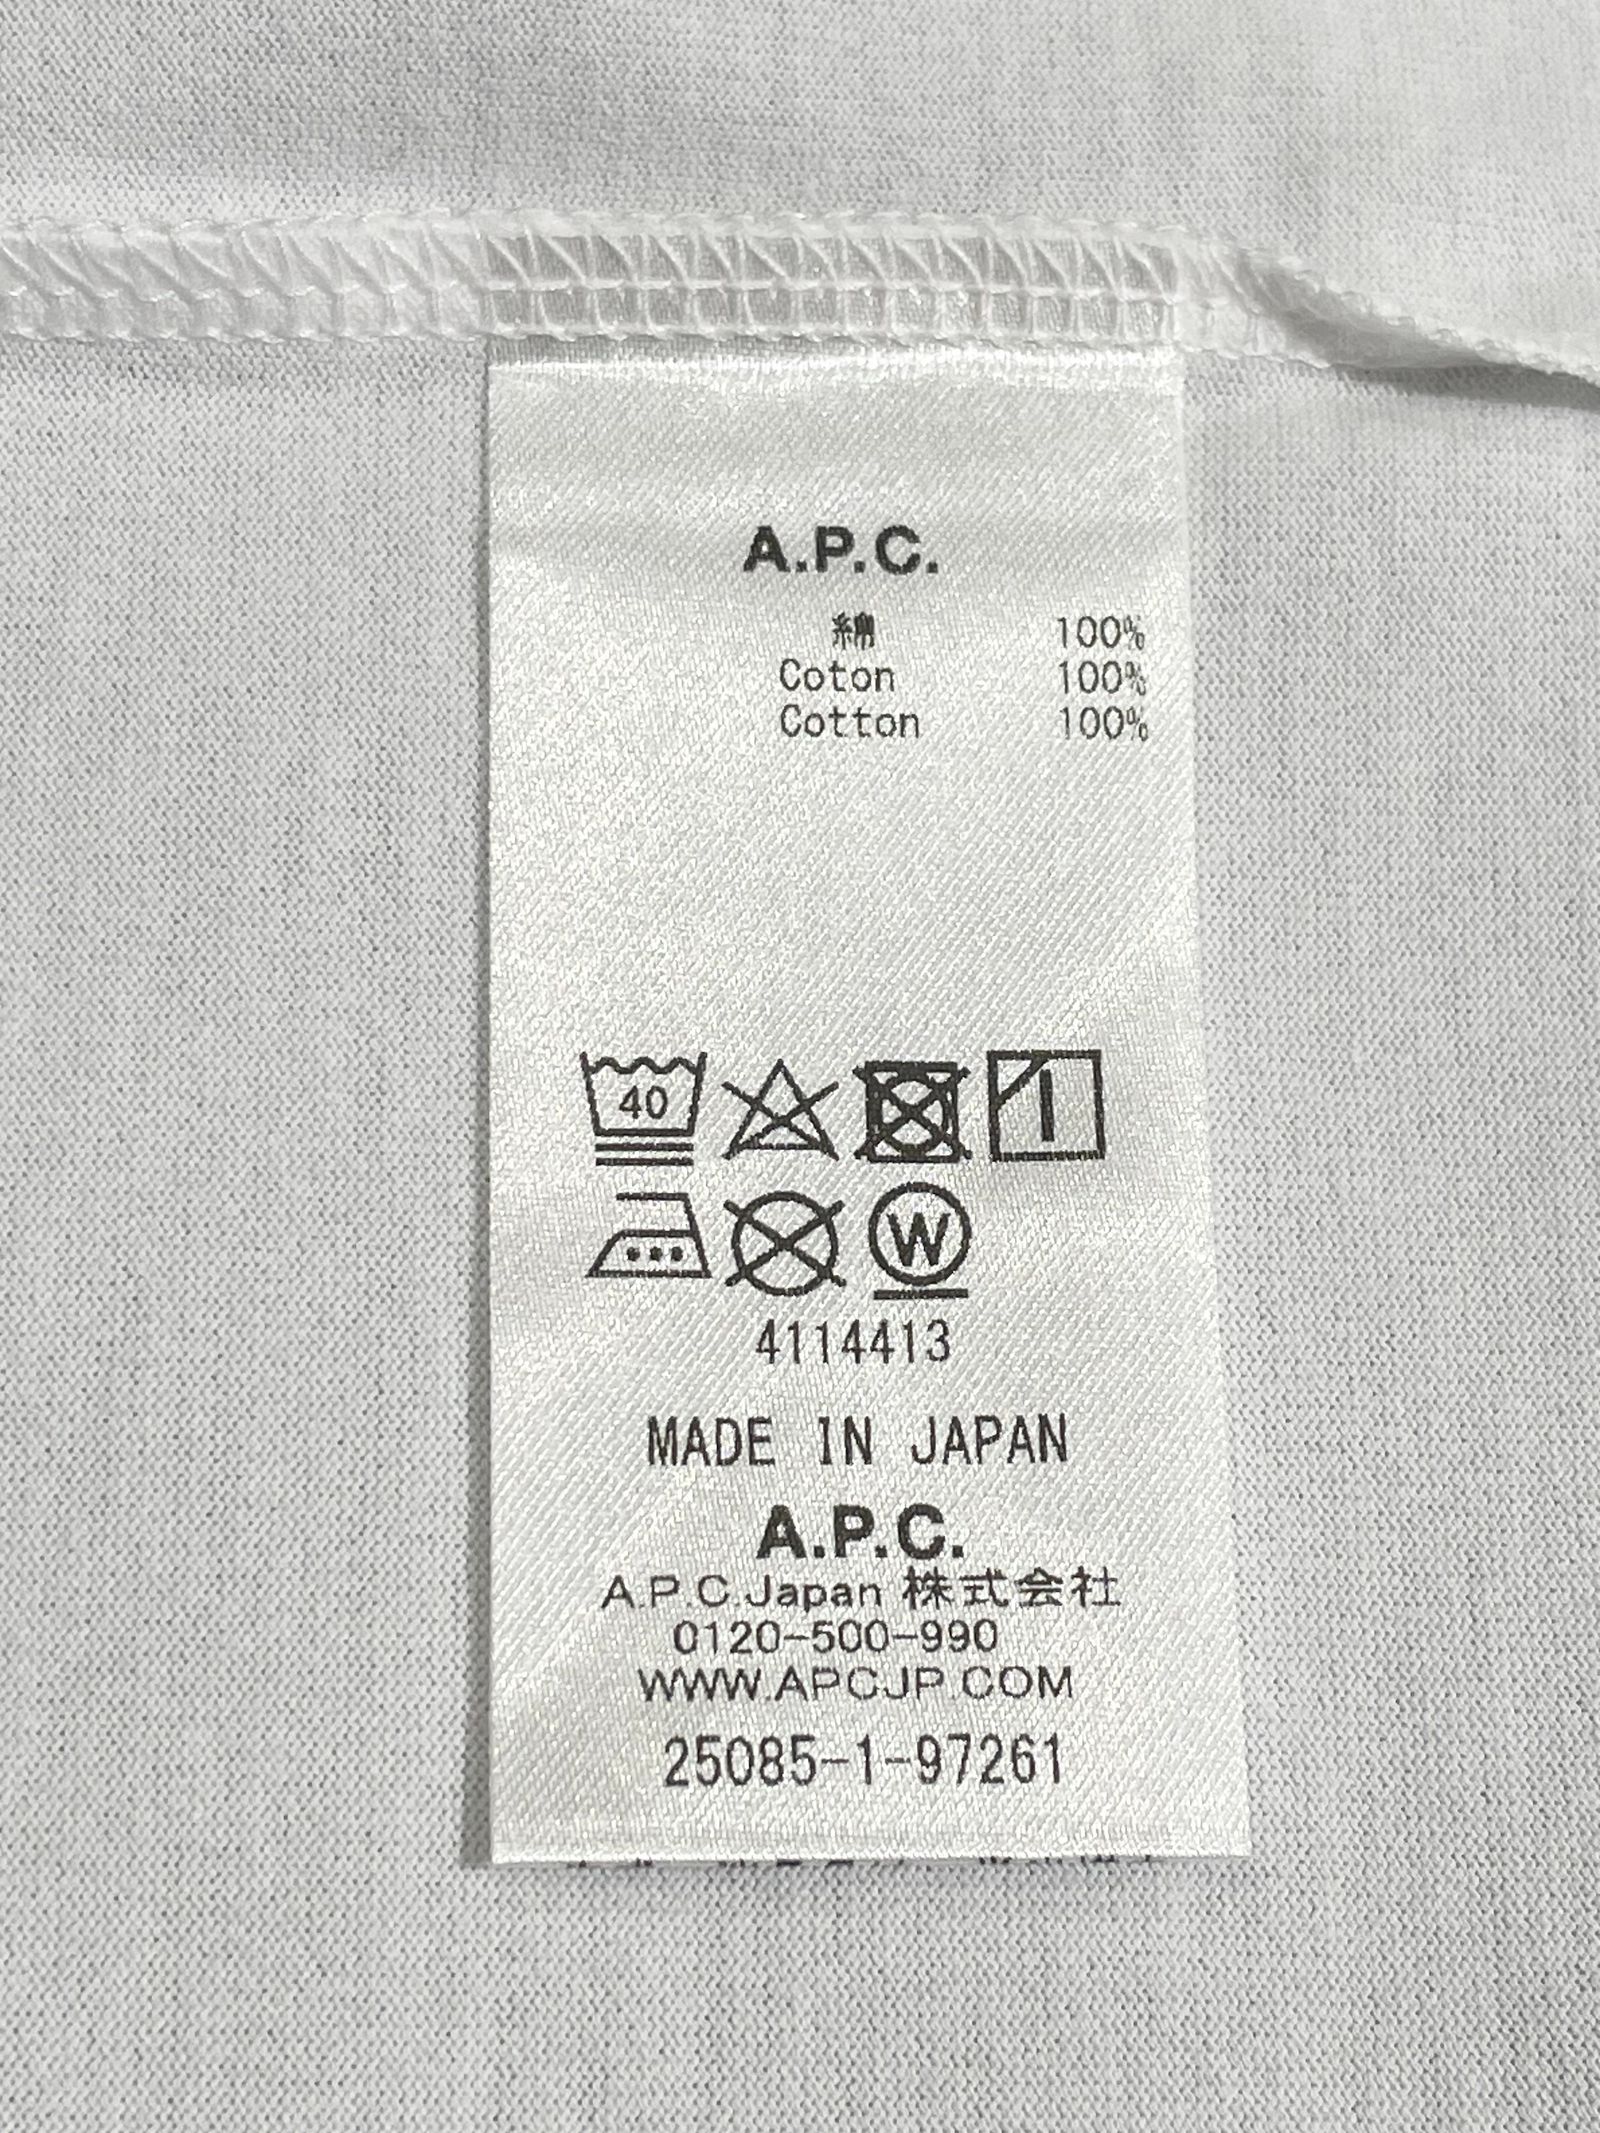 A.P.C.
綿 100%
Coton 100%
Cotton 100%
40
W
4114413
MADE IN JAPAN
A.P.C.
A.P.C.Japan 株式会社
0120-500-990
WWW.APCJP.COM
25085-1-97261